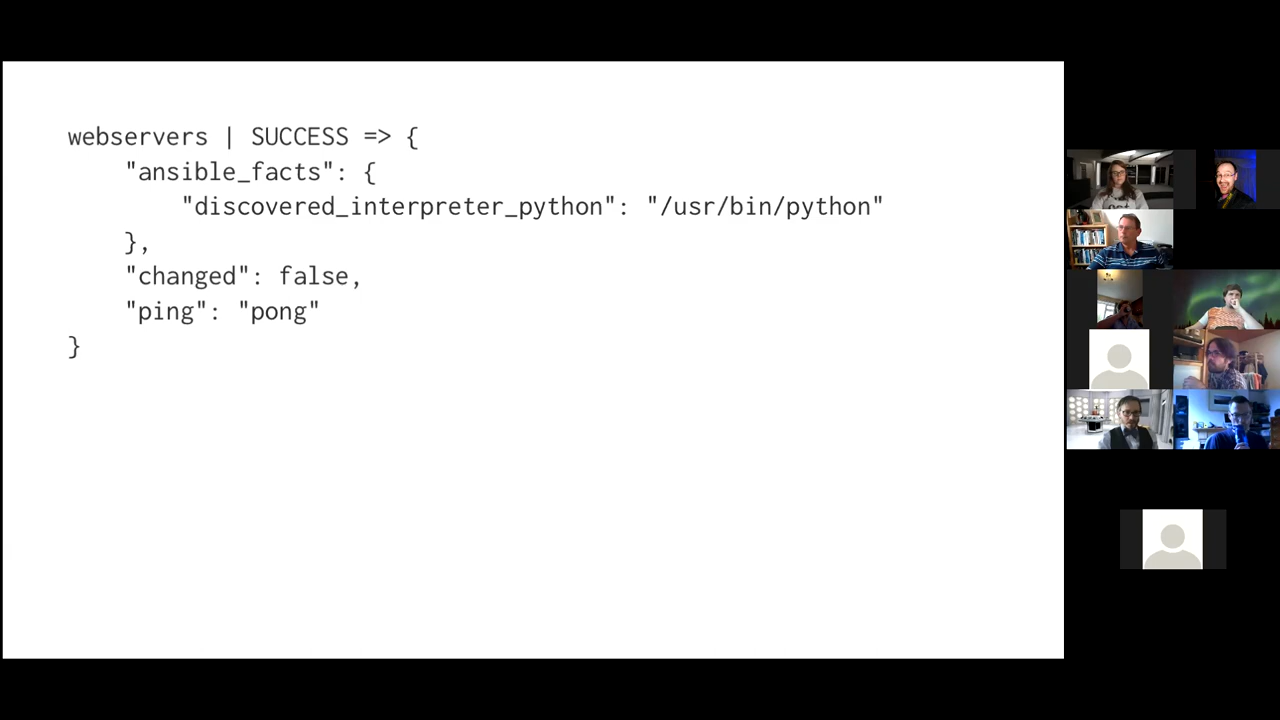 webservers | SUCCESS => {
"ansible_facts": {
"discovered_interpreter_python": "/usr/bin/python"
},
"changed": false,
"ping": "pong"
}